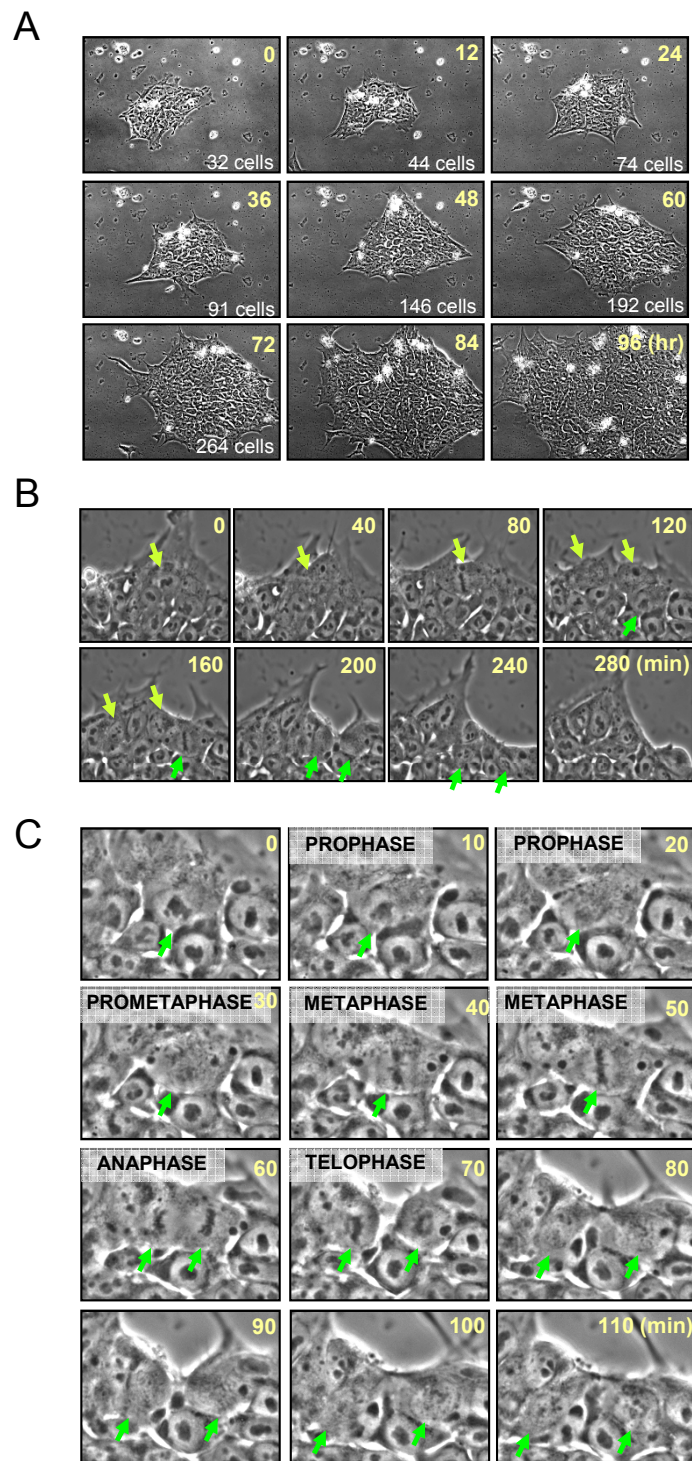 A
0
12
24
32 cells
44 cells
74 cells
36
48
60
91 cells
146 cells
192 cells
72
84
96 (hr)
264 cells
B
0
40
80
120
160
200
240
280 (min)
C
0
PROPHASE 10
PROPHASE 20
PROMETAPHASE 30
METAPHASE 40
METAPHASE 50
ANAPHASE 60
TELOPHASE 70
80
90
100
110 (min)